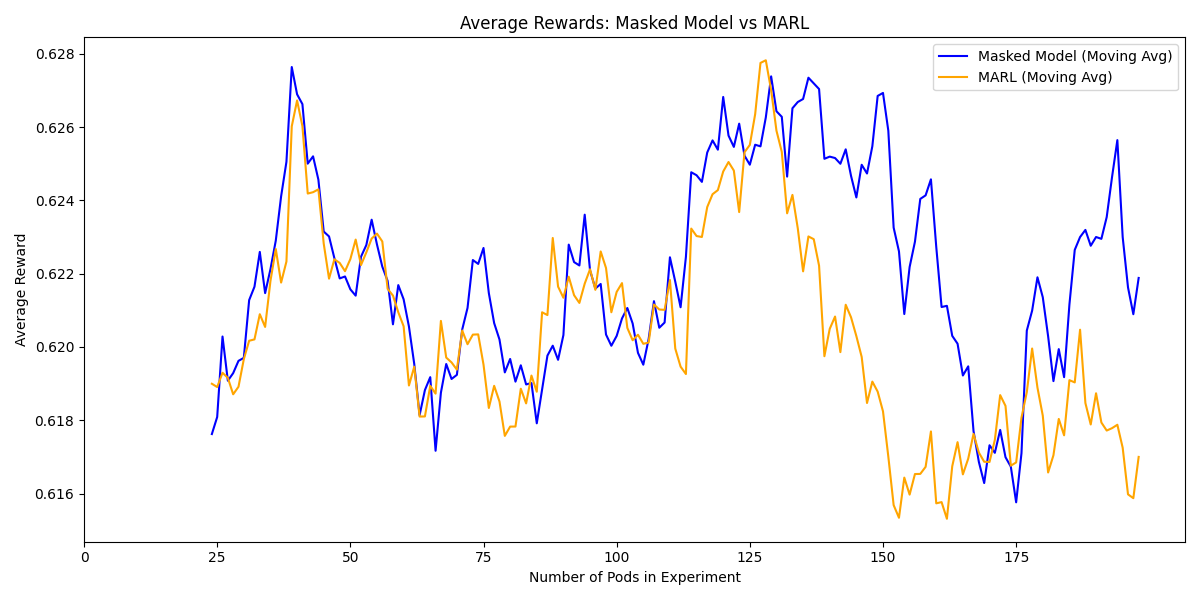 Average Rewards: Masked Model vs MARL
Masked Model (Moving Avg)
MARL (Moving Avg)
Average Reward
0.628
0.626
0.624
0.622
0.620
0.618
0.616
0 25 50 75 100 125 150 175
Number of Pods in Experiment